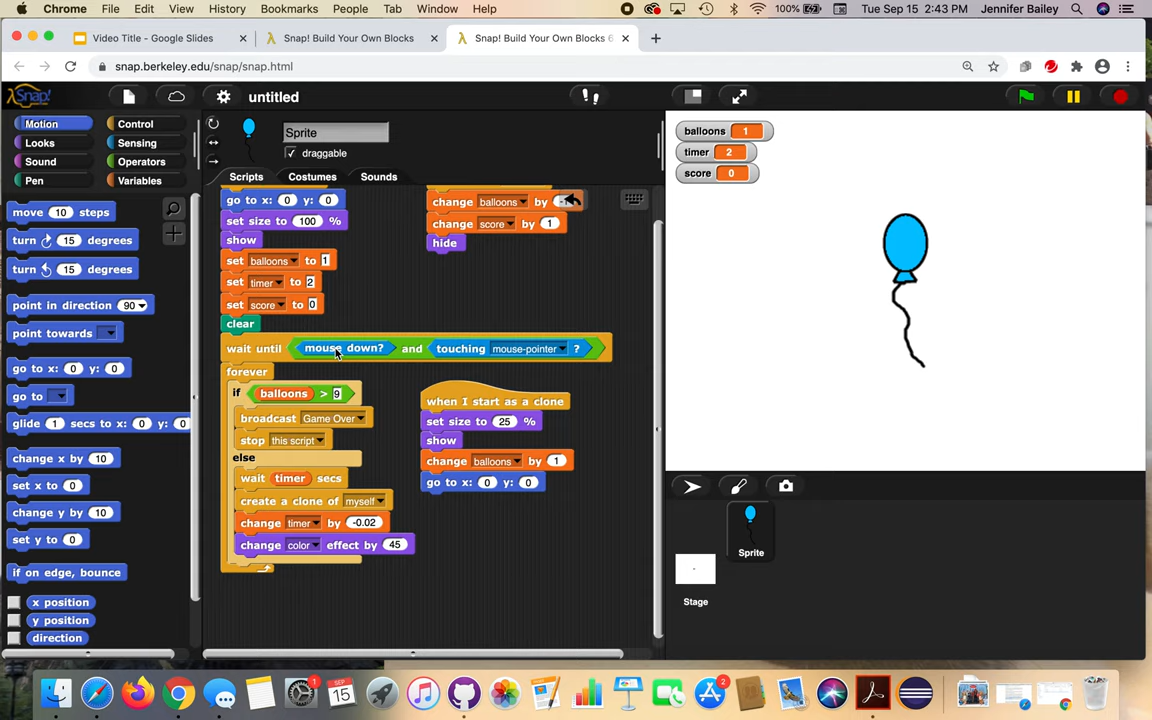 Chrome File Edit View History Bookmarks People Tab Window Help 100% Tue Sep 15 2:43 PM Jennifer Bailey
Video Title - Google Slides Snap! Build Your Own Blocks Snap! Build Your Own Blocks 6
snap.berkeley.edu/snap/snap.html
Snap! untitled
Motion Control
Looks Sensing
Sound Operators
Pen Variables
move 10 steps
turn 15 degrees
turn 15 degrees
point in direction 90
point towards
go to x: 0 y: 0
go to
glide 1 secs to x: 0 y: 0
change x by 10
set x to 0
change y by 10
set y to 0
if on edge, bounce
x position
y position
direction
Sprite
draggable
Scripts Costumes Sounds
go to x: 0 y: 0
set size to 100 %
show
set balloons to 1
set timer to 2
set score to 0
clear
wait until mouse down? and touching mouse-pointer ?
forever
if balloons > 9
broadcast Game Over
stop this script
else
wait timer secs
create a clone of myself
change timer by -0.02
change color effect by 45
change balloons by
change score by 1
hide
when I start as a clone
set size to 25 %
show
change balloons by 1
go to x: 0 y: 0
balloons 1
timer 2
score 0
Sprite
Stage
1
SEP
15
2